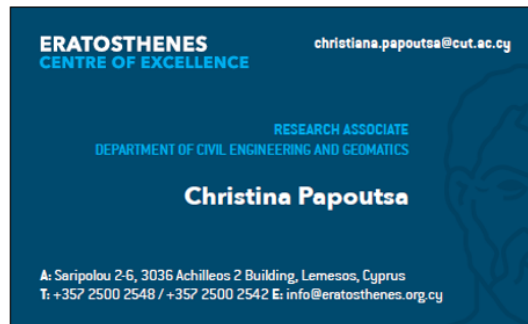 ERATOSTHENES
CENTRE OF EXCELLENCE
christiana.papoutsa@cut.ac.cy
RESEARCH ASSOCIATE
DEPARTMENT OF CIVIL ENGINEERING AND GEOMATICS
Christina Papoutsa
A: Saripolou 2-6, 3036 Achilleos 2 Building, Lemesos, Cyprus
T: +357 2500 2548 / +357 2500 2542 E: info@eratosthenes.org.cy